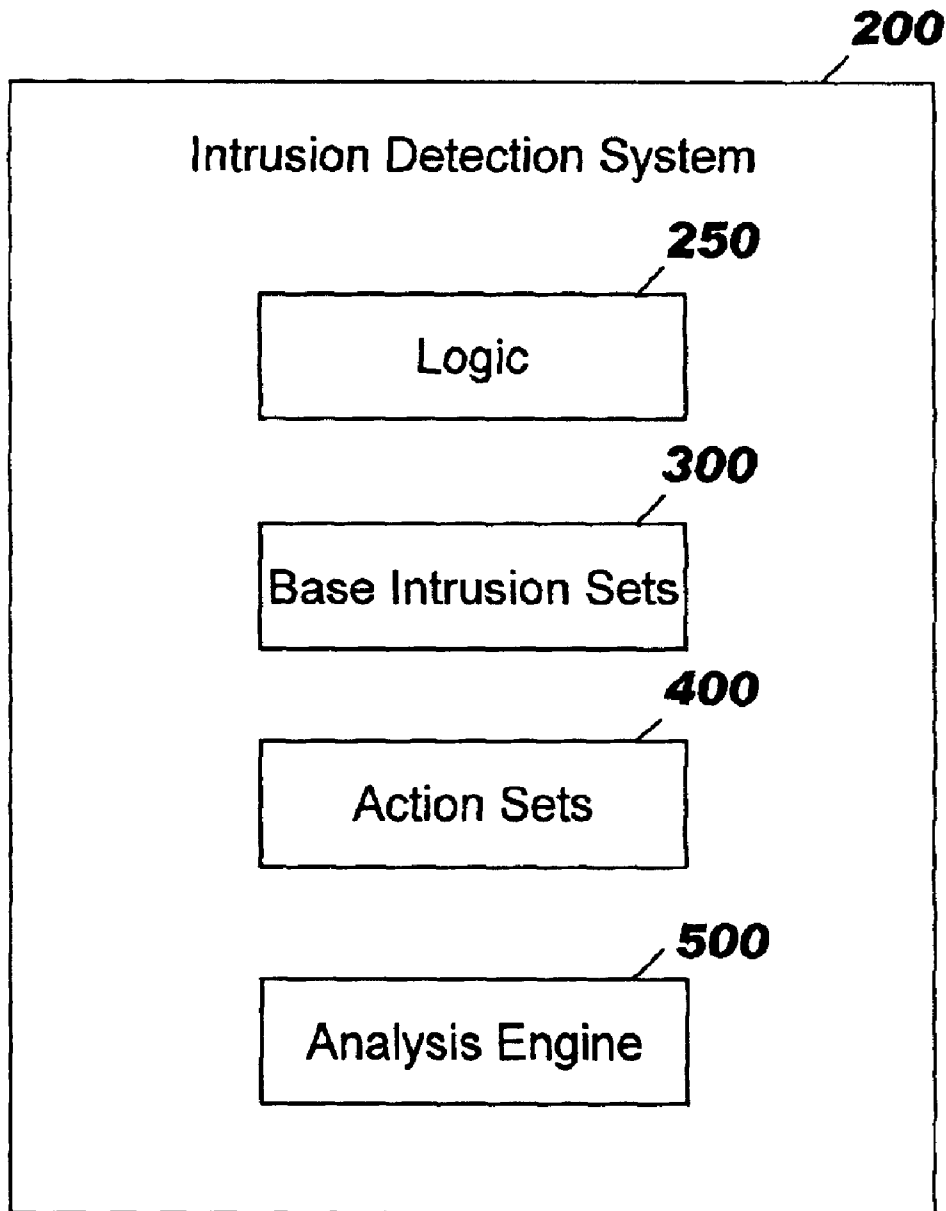 200
Intrusion Detection System
250
Logic
300
Base Intrusion Sets
400
Action Sets
500
Analysis Engine